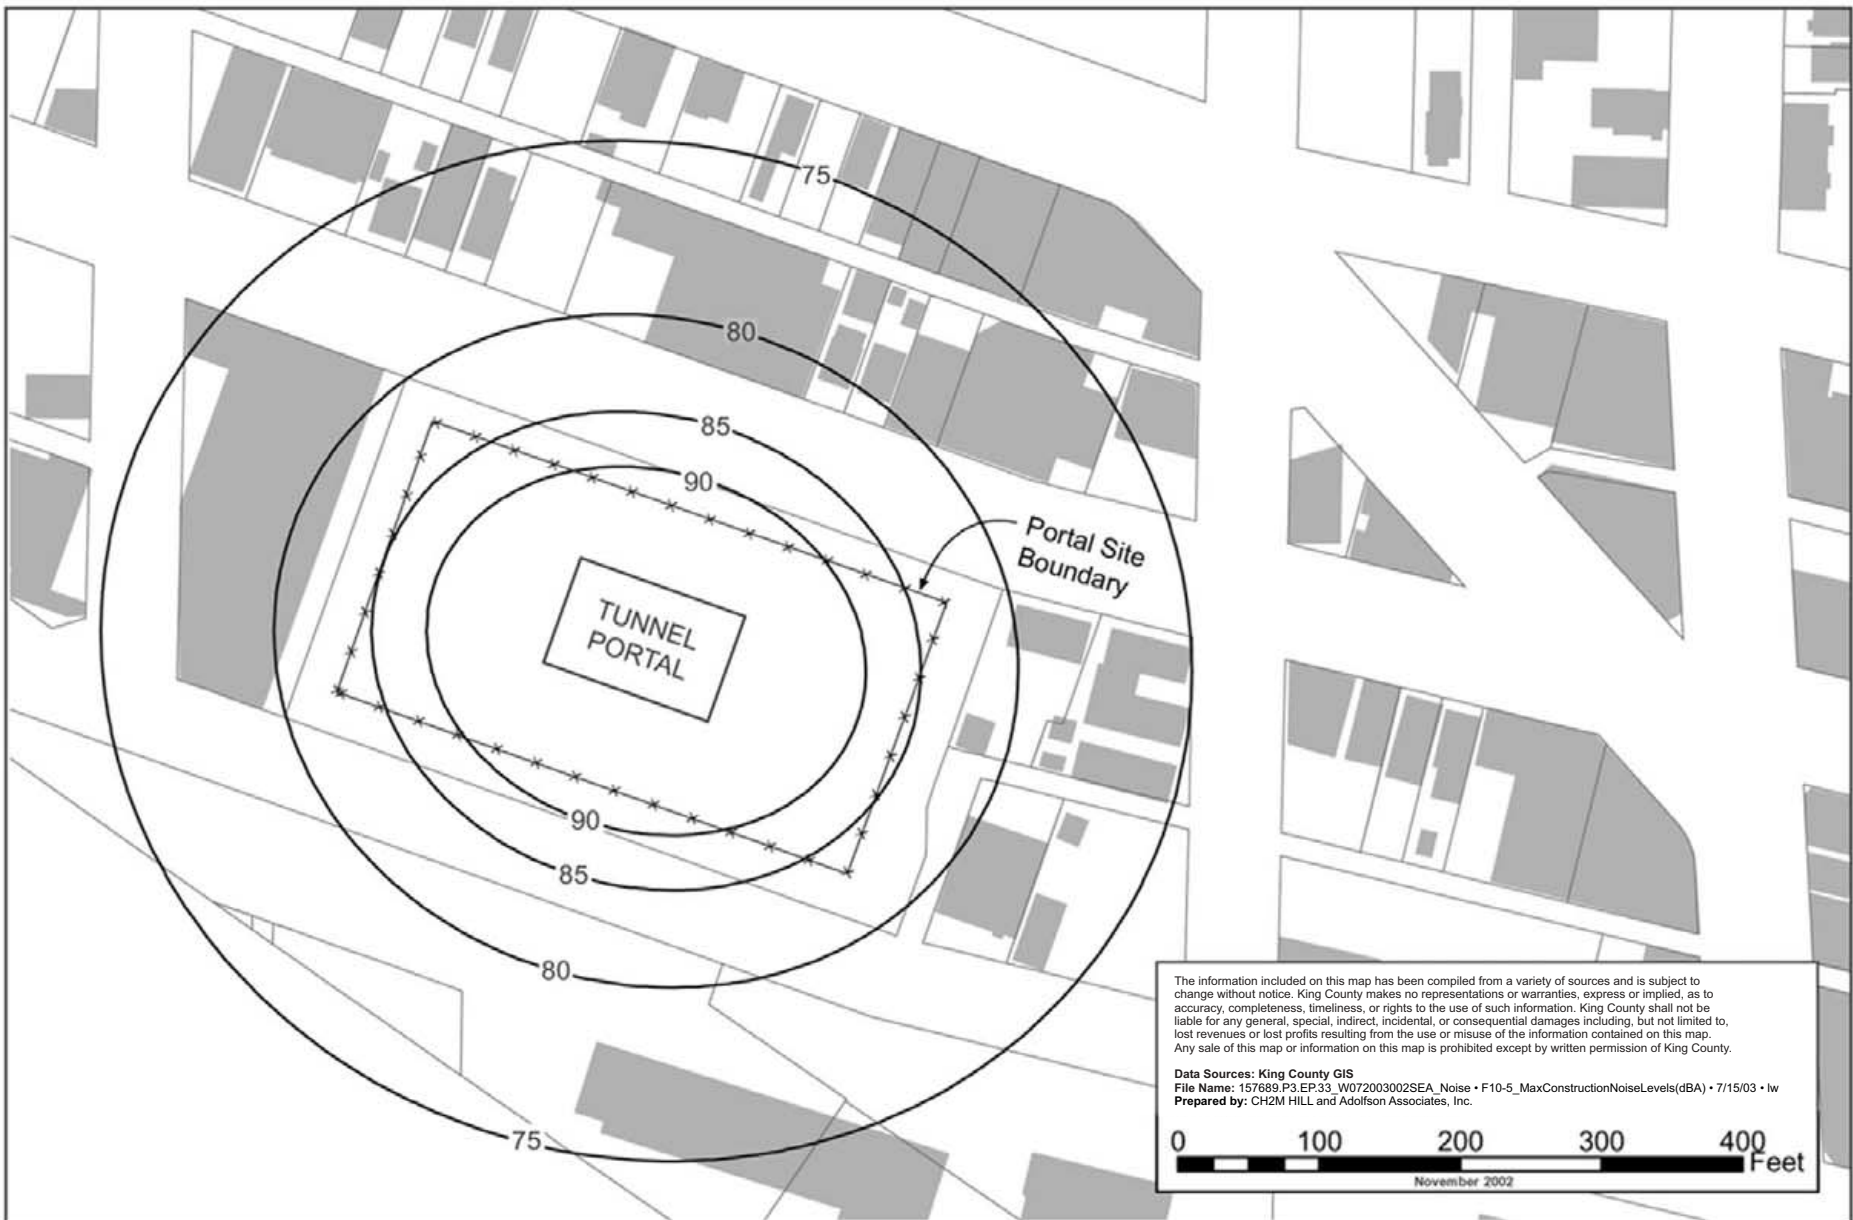 75
80
85
90
Portal Site
Boundary
TUNNEL
PORTAL
90
85
80
75
The information included on this map has been compiled from a variety of sources and is subject to
change without notice. King County makes no representations or warranties, express or implied, as to
accuracy, completeness, timeliness, or rights to the use of such information. King County shall not be
liable for any general, special, indirect, incidental, or consequential damages including, but not limited to,
lost revenues or lost profits resulting from the use or misuse of the information contained on this map.
Any sale of this map or information on this map is prohibited except by written permission of King County.
Data Sources: King County GIS
File Name: 157689.P3.EP.33_W072003002SEA_Noise • F10-5_MaxConstructionNoiseLevels(dBA) • 7/15/03 • lw
Prepared by: CH2M HILL and Adolfson Associates, Inc.
0 100 200 300 400
Feet
November 2002